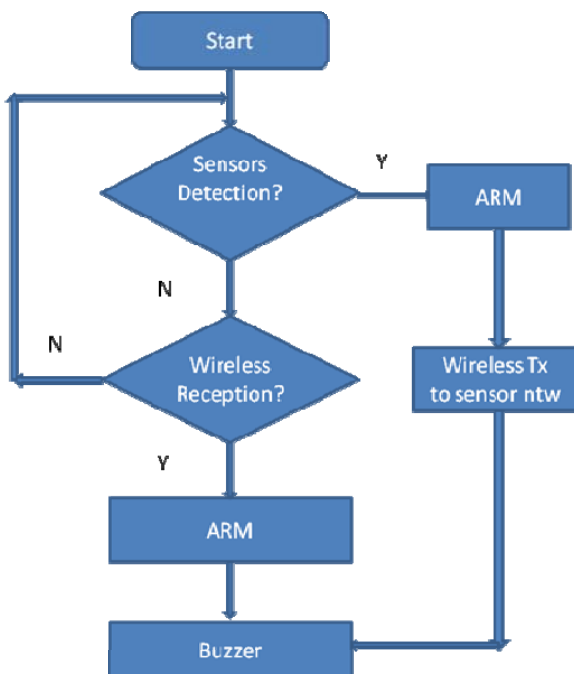 Start
Sensors
Detection?
Y
ARM
N
N
Wireless
Reception?
Wireless Tx
to sensor ntw
Y
ARM
Buzzer